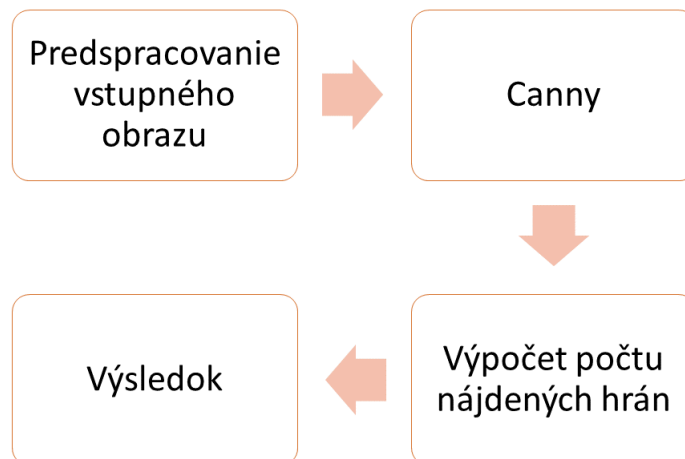 Predspracovanie
vstupného
obrazu
Canny
Výpočet počtu
nájdených hrán
Výsledok